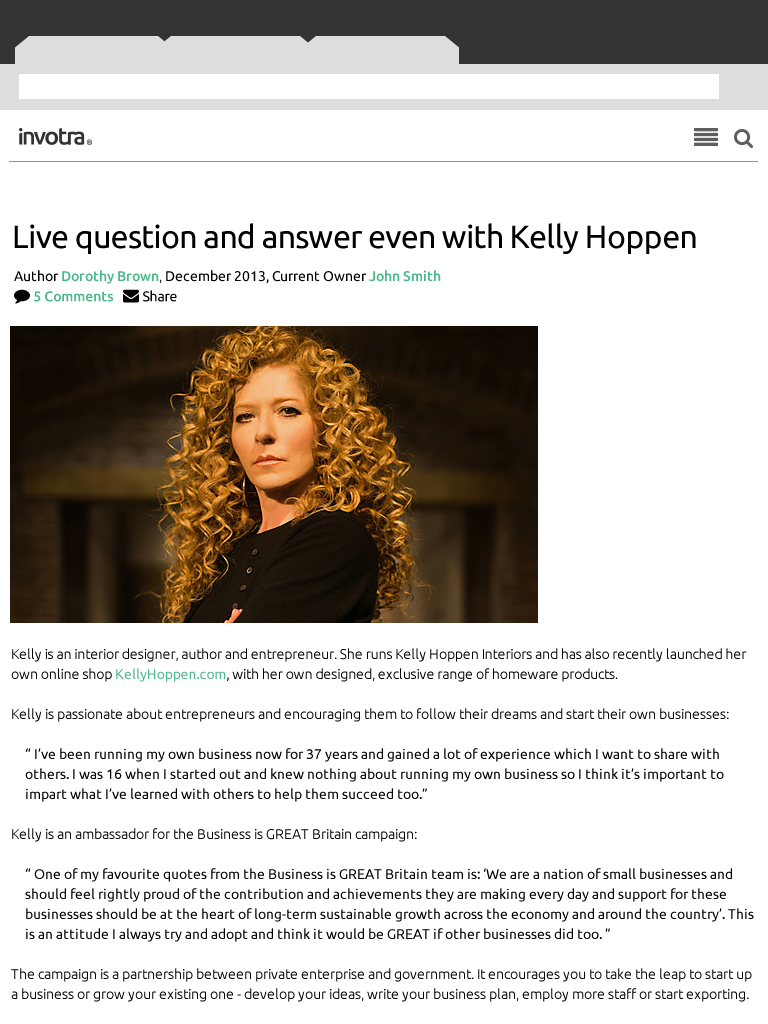 invotra ®
Live question and answer even with Kelly Hoppen
Author Dorothy Brown, December 2013, Current Owner John Smith
5 Comments Share
Kelly is an interior designer, author and entrepreneur. She runs Kelly Hoppen Interiors and has also recently launched her
own online shop KellyHoppen.com, with her own designed, exclusive range of homeware products.
Kelly is passionate about entrepreneurs and encouraging them to follow their dreams and start their own businesses:
“ I’ve been running my own business now for 37 years and gained a lot of experience which I want to share with
others. I was 16 when I started out and knew nothing about running my own business so I think it’s important to
impart what I’ve learned with others to help them succeed too.”
Kelly is an ambassador for the Business is GREAT Britain campaign:
“ One of my favourite quotes from the Business is GREAT Britain team is: ‘We are a nation of small businesses and
should feel rightly proud of the contribution and achievements they are making every day and support for these
businesses should be at the heart of long-term sustainable growth across the economy and around the country’. This
is an attitude I always try and adopt and think it would be GREAT if other businesses did too. ”
The campaign is a partnership between private enterprise and government. It encourages you to take the leap to start up
a business or grow your existing one - develop your ideas, write your business plan, employ more staff or start exporting.